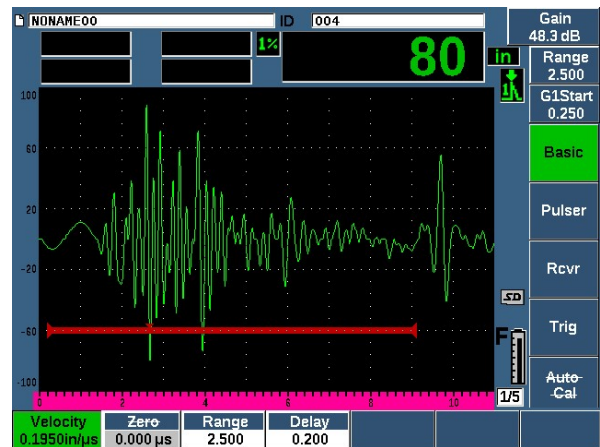 NONAME00 ID 004
Gain
48.3 dB
1% 80 in
Range
2.500
1
G1Start
0.250
100
60
20
-20
-60
-100
Basic
Pulser
Rcvr
SD
Trig
F
Auto
Cal
0 2 4 6 8 10
1/5
Velocity Zero Range Delay
0.1950in/µs 0.000 µs 2.500 0.200